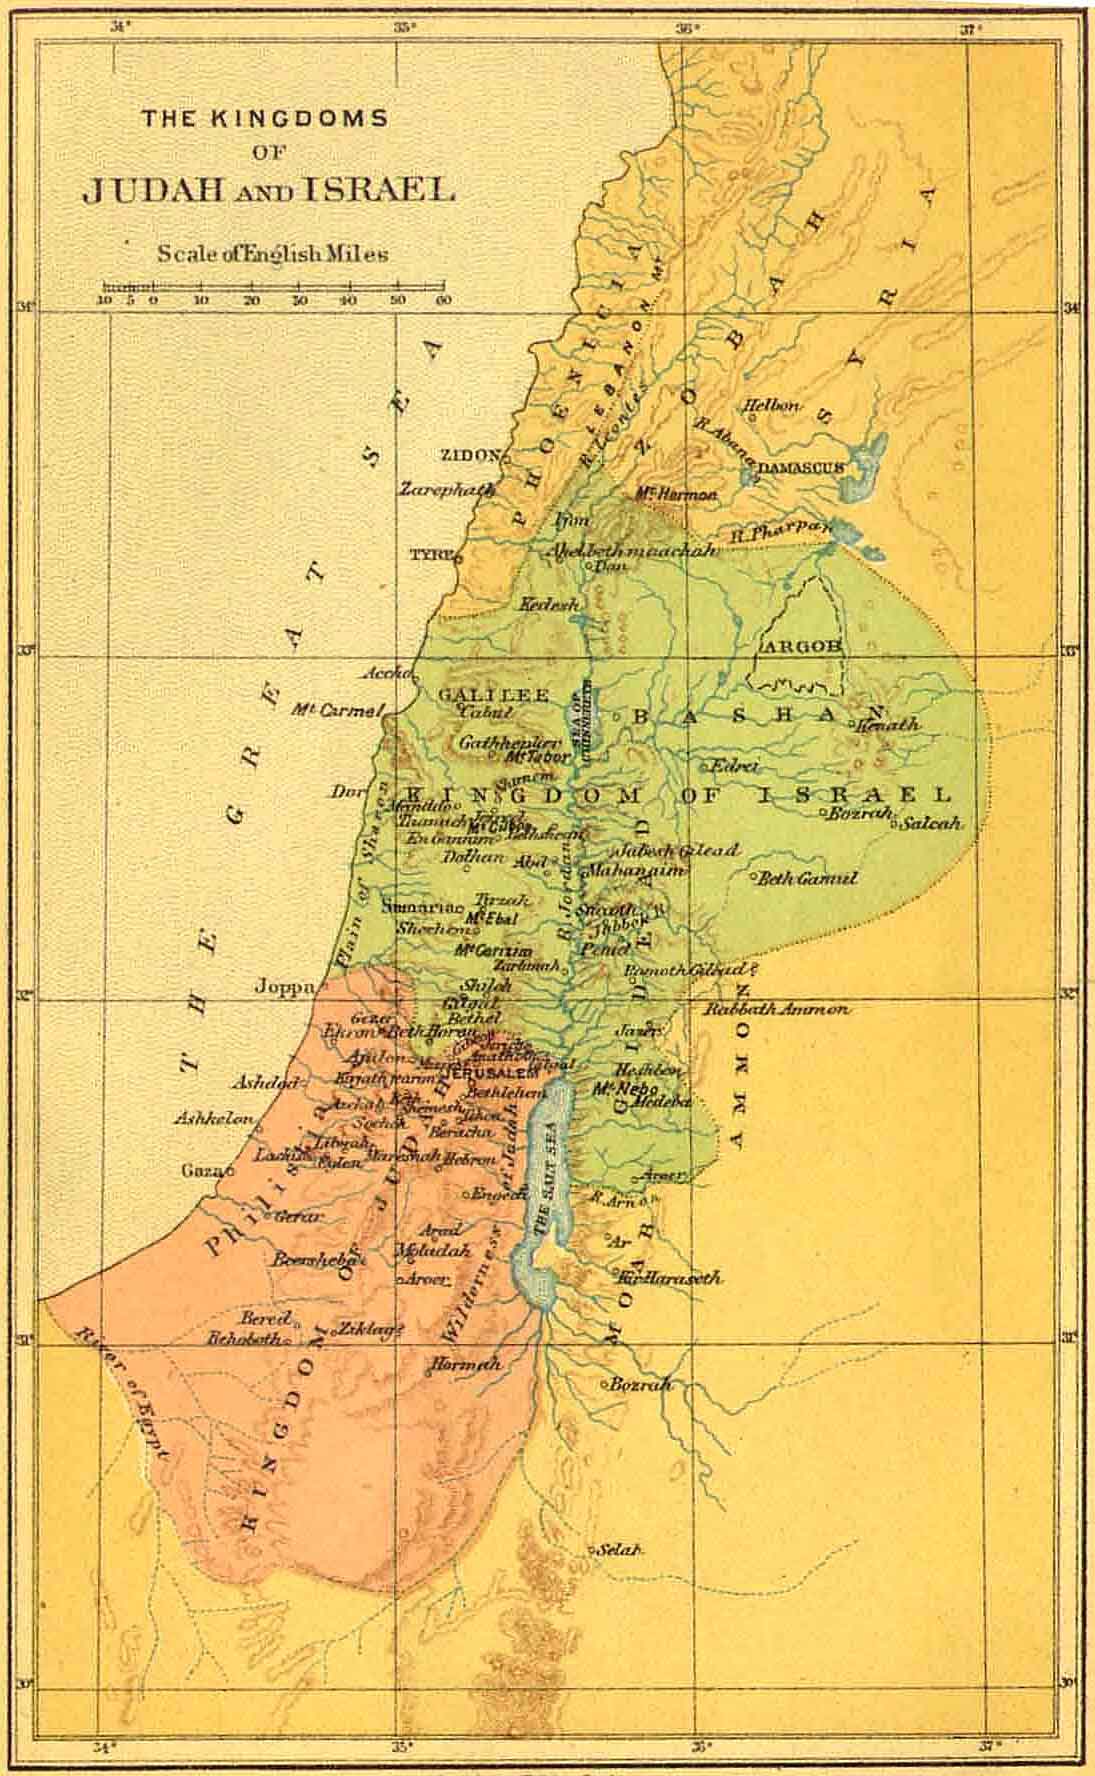 34° 35° 36° 37°
THE KINGDOMS
OF
JUDAH AND ISRAEL
Scale of English Miles
10 5 0 10 20 30 40 50 60
34° 34°
THE GREAT SEA
PHOENICIA
LEBANON Mt
R. Leontes
ZOBAH
SYRIA
Helbon
R. Abana
ZIDON
DAMASCUS
Zarephath
Mt. Hermon
Ijon
R. Pharpar
TYRE
Abelbethmaachah
Dan
Kedesh
33° 33°
ARGOB
Accho
GALILEE
Cabul
Mt. Carmel
SEA OF CHINNERETH
BASHAN
Kenath
Gathhepher
Mt. Tabor
Edrei
Shunem
Dor
KINGDOM OF ISRAEL
Megiddo
Bozrah
Salcah
Taanach
Jezreel
Mt. Gilboa
En Gannim
Bethshean
Plain of Sharon
Dothan
Abel
Jabesh Gilead
Mahanaim
Beth Gamul
R. Jordan
Samaria
Tirzah
Mt. Ebal
Shechem
Succoth
Jabbok R
Mt. Gerizim
Peniel
Zartanah
Ramoth Gilead?
GILEAD
Joppa
Shiloh
32° 32°
Gilgal
Rabbath Ammon
AMMON
Gezer
Bethel
Ekron
Beth Horon
Gibeon
Jericho
Jazer
Ajalon
Anathoth
Gilgal
Ashdod
Kirjath jearim
JERUSALEM
Heshbon
Mt. Nebo
Bethlehem
Medeba
Azekah
Beth Shemesh
Ashkelon
Sochoh
Tekoa
Beracha
Libnah
Lachish
Eglon
Mareshah
Hebron
Gaza
Philistia
THE SALT SEA
Aroer
Engedi
R. Arnon
Gerar
Arad
Ar
Beersheba
Moladah
Aroer
Kir Haraseth
Wilderness of Judah
MOAB
Bered
Ziklag?
Rehoboth
31° 31°
River of Egypt
Hormah
Bozrah
KINGDOM OF JUDAH
Selah
30° 30°
34° 35° 36° 37°